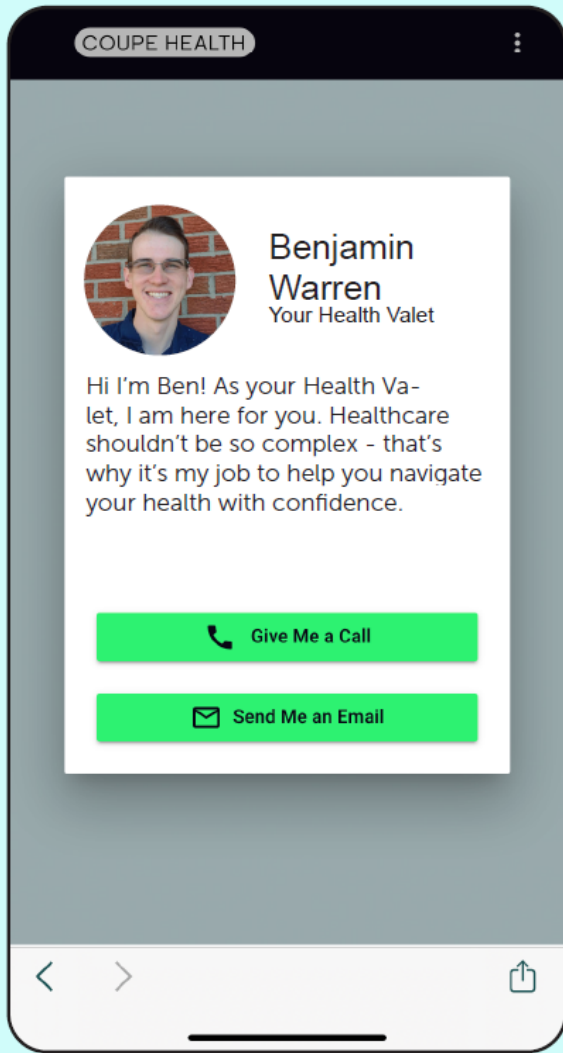 COUPE HEALTH
Benjamin
Warren
Your Health Valet
Hi I’m Ben! As your Health Va-
let, I am here for you. Healthcare
shouldn’t be so complex - that’s
why it’s my job to help you navigate
your health with confidence.
Give Me a Call
Send Me an Email